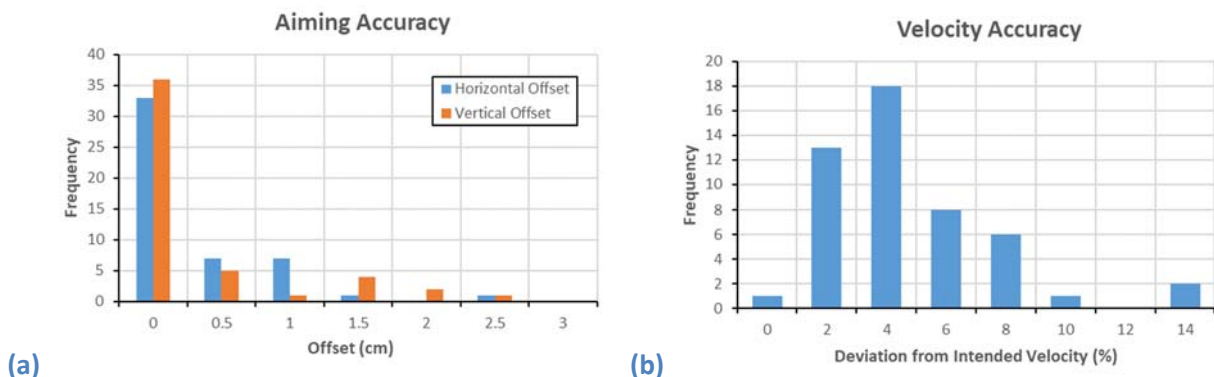 Aiming Accuracy
40
35
30
25
20
15
10
5
0
Frequency
Horizontal Offset
Vertical Offset
0 0.5 1 1.5 2 2.5 3
Offset (cm)
(a)
Velocity Accuracy
20
18
16
14
12
10
8
6
4
2
0
Frequency
0 2 4 6 8 10 12 14
Deviation from Intended Velocity (%)
(b)